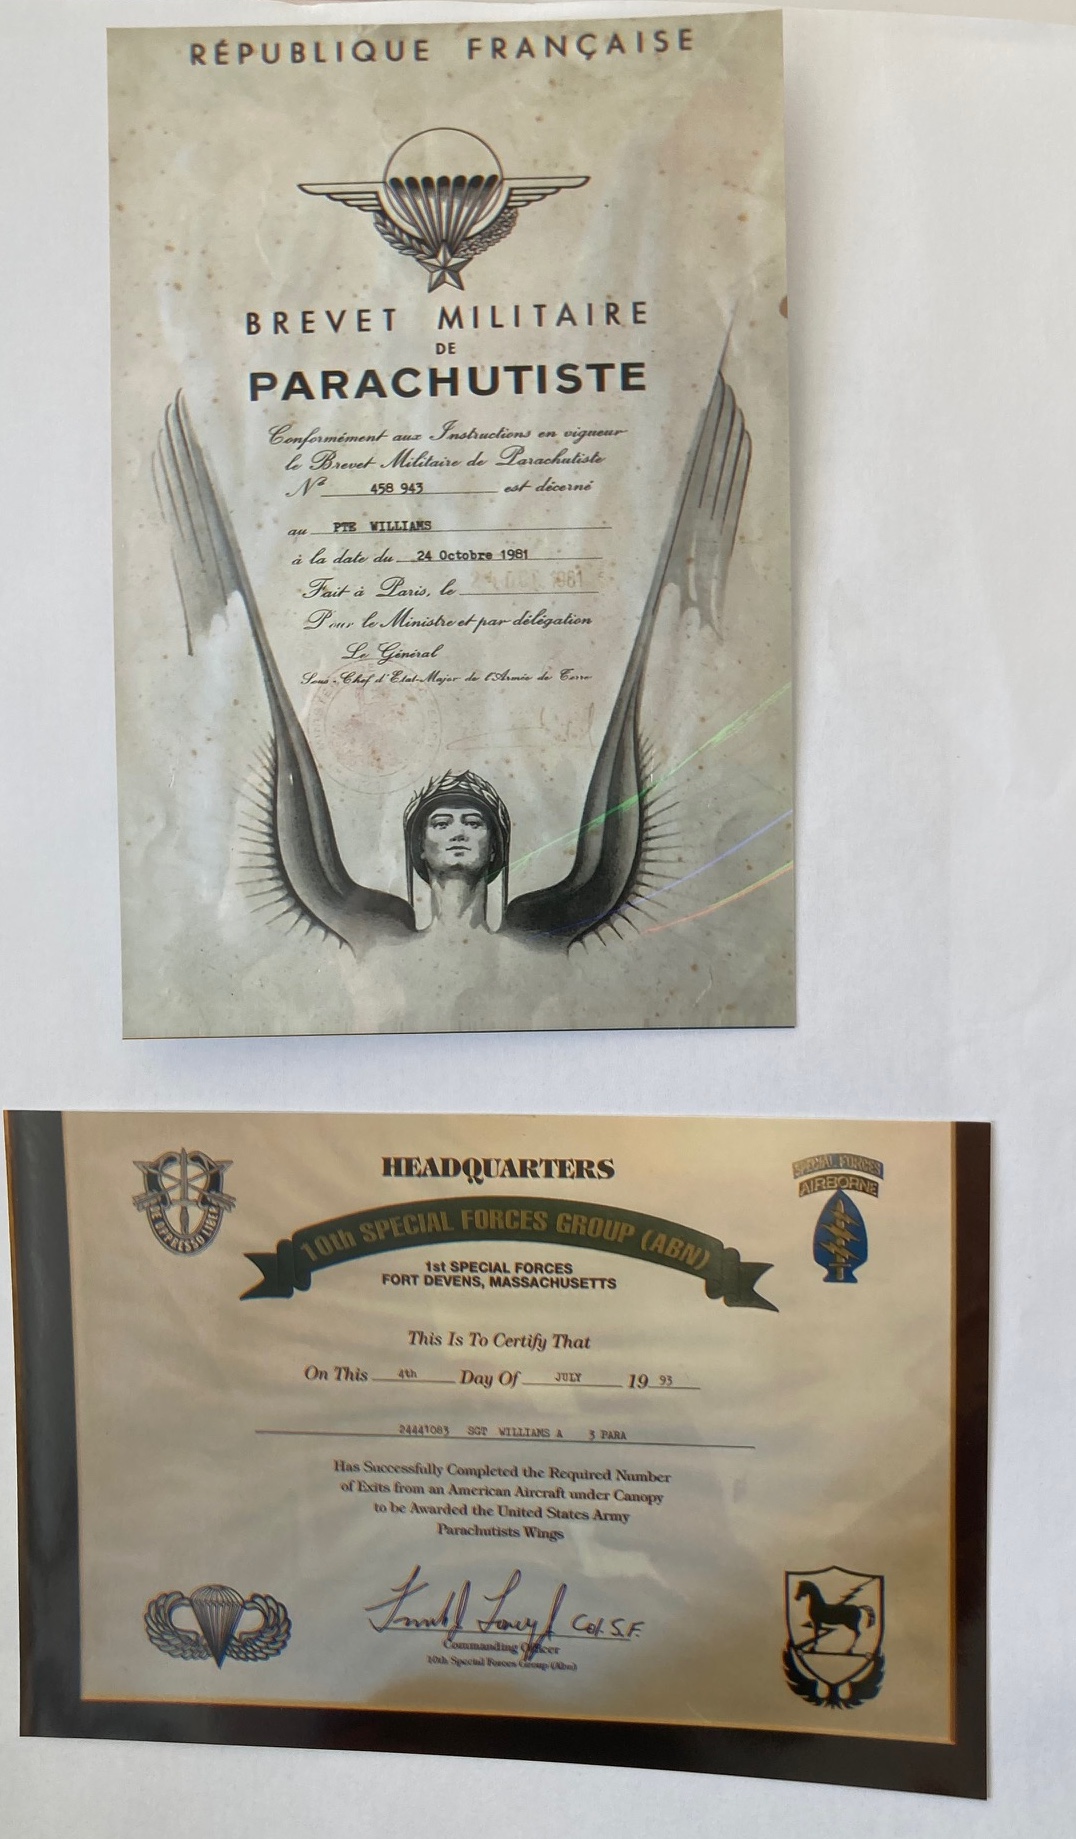 RÉPUBLIQUE FRANÇAISE
BREVET MILITAIRE
DE
PARACHUTISTE
Conformément aux Instructions en vigueur
le Brevet Militaire de Parachutiste
N° 458 943 est décerné
au PTE WILLIAMS
à la date du 24 Octobre 1981
Fait à Paris, le 24 OCT. 1981
Pour le Ministre et par délégation
Le Général
Sous-Chef d'Etat-Major de l'Armée de Terre
HEADQUARTERS
DE OPPRESSO LIBER
SPECIAL FORCES
AIRBORNE
10th SPECIAL FORCES GROUP (ABN)
1st SPECIAL FORCES
FORT DEVENS, MASSACHUSETTS
This Is To Certify That
On This 4th Day Of JULY 19 93
24441083 SGT WILLIAMS A 3 PARA
Has Successfully Completed the Required Number
of Exits from an American Aircraft under Canopy
to be Awarded the United States Army
Parachutists Wings
Col. S.F.
Commanding Officer
10th Special Forces Group (Abn)